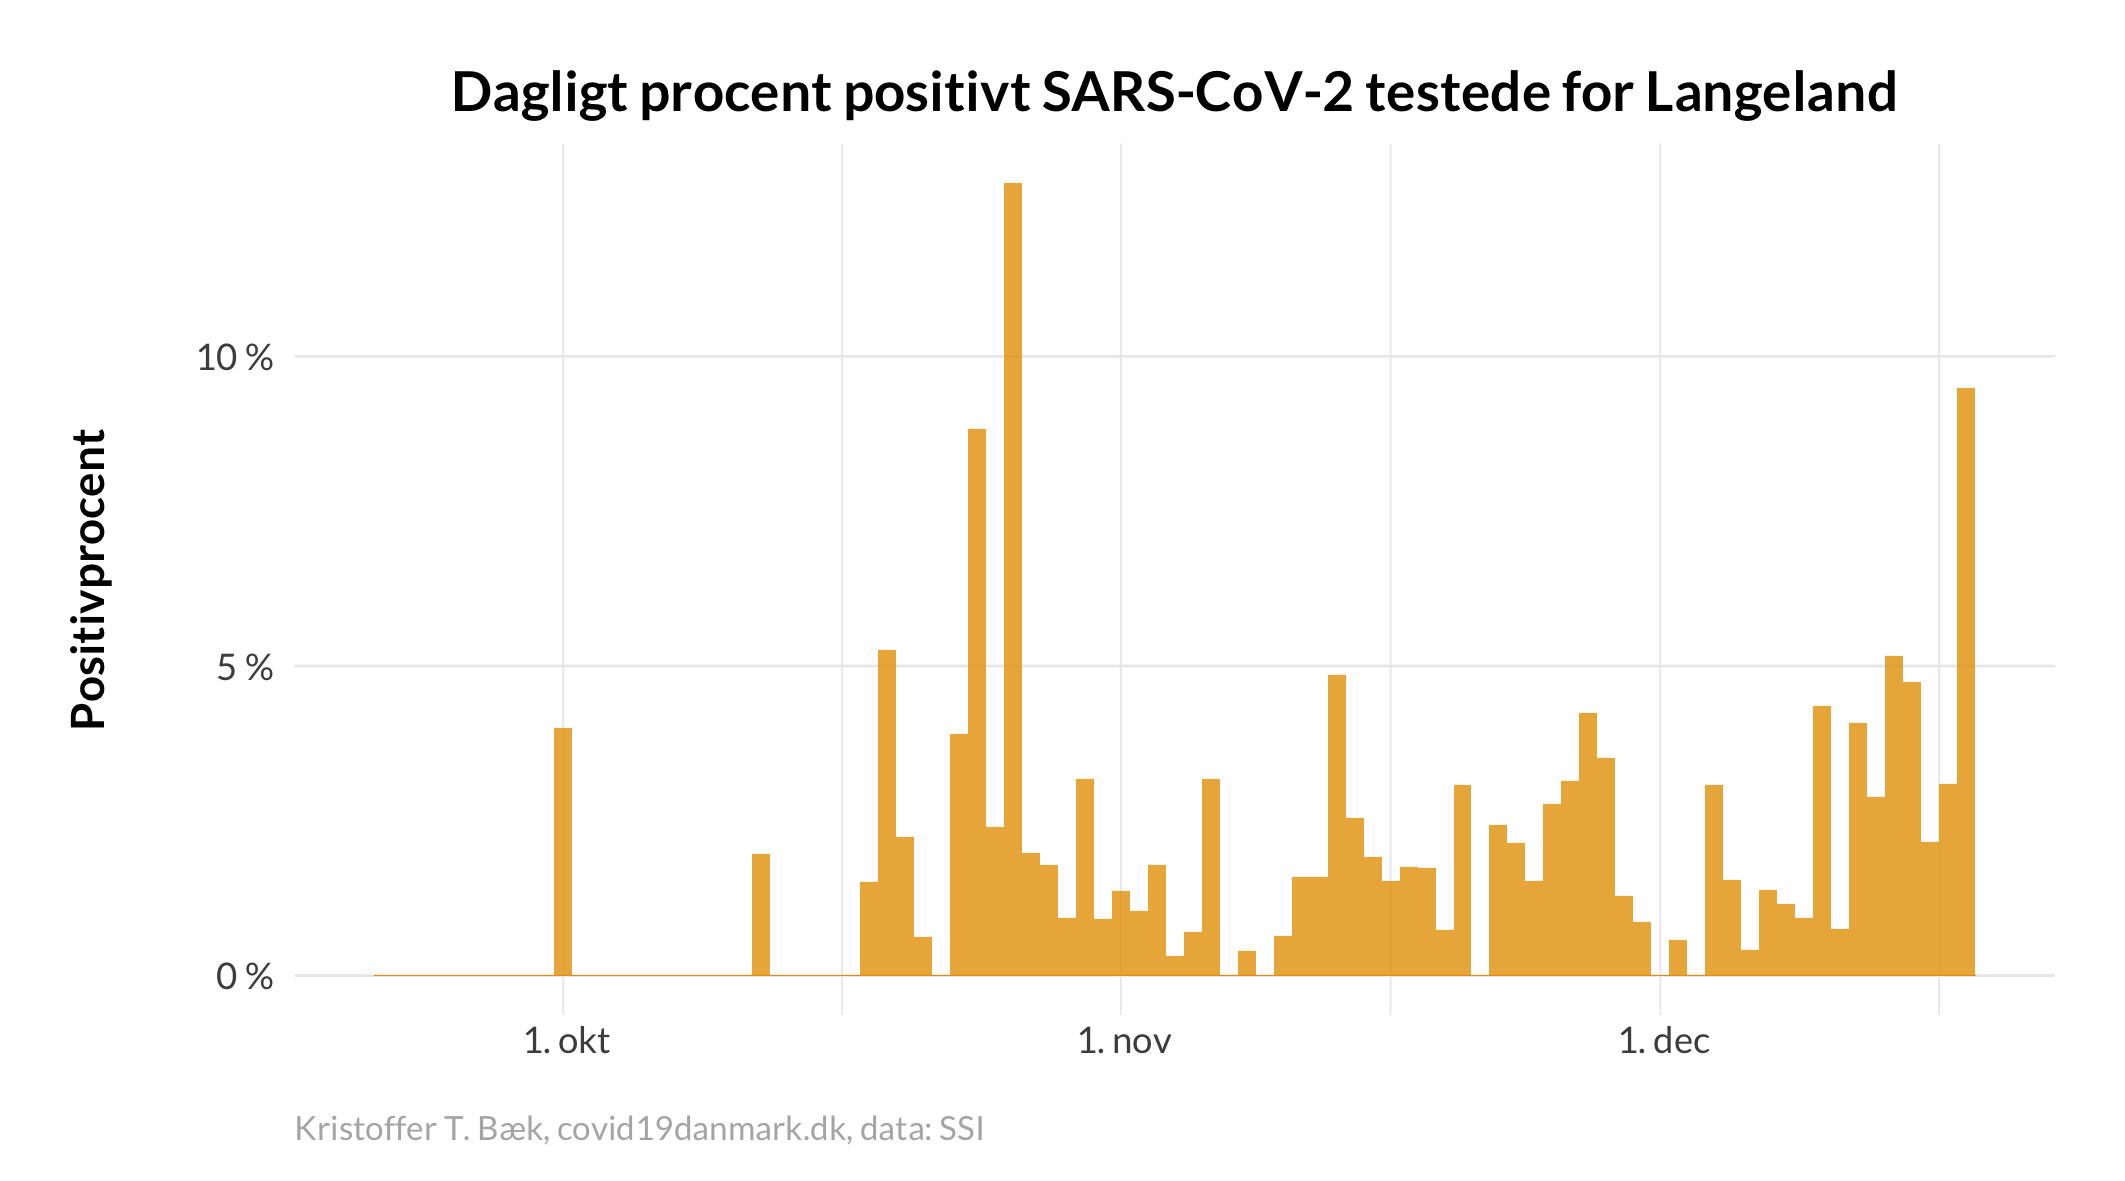 Dagligt procent positivt SARS-CoV-2 testede for Langeland
Positivprocent
10 %
5 %
0 %
1. okt
1. nov
1. dec
Kristoffer T. Bæk, covid19danmark.dk, data: SSI